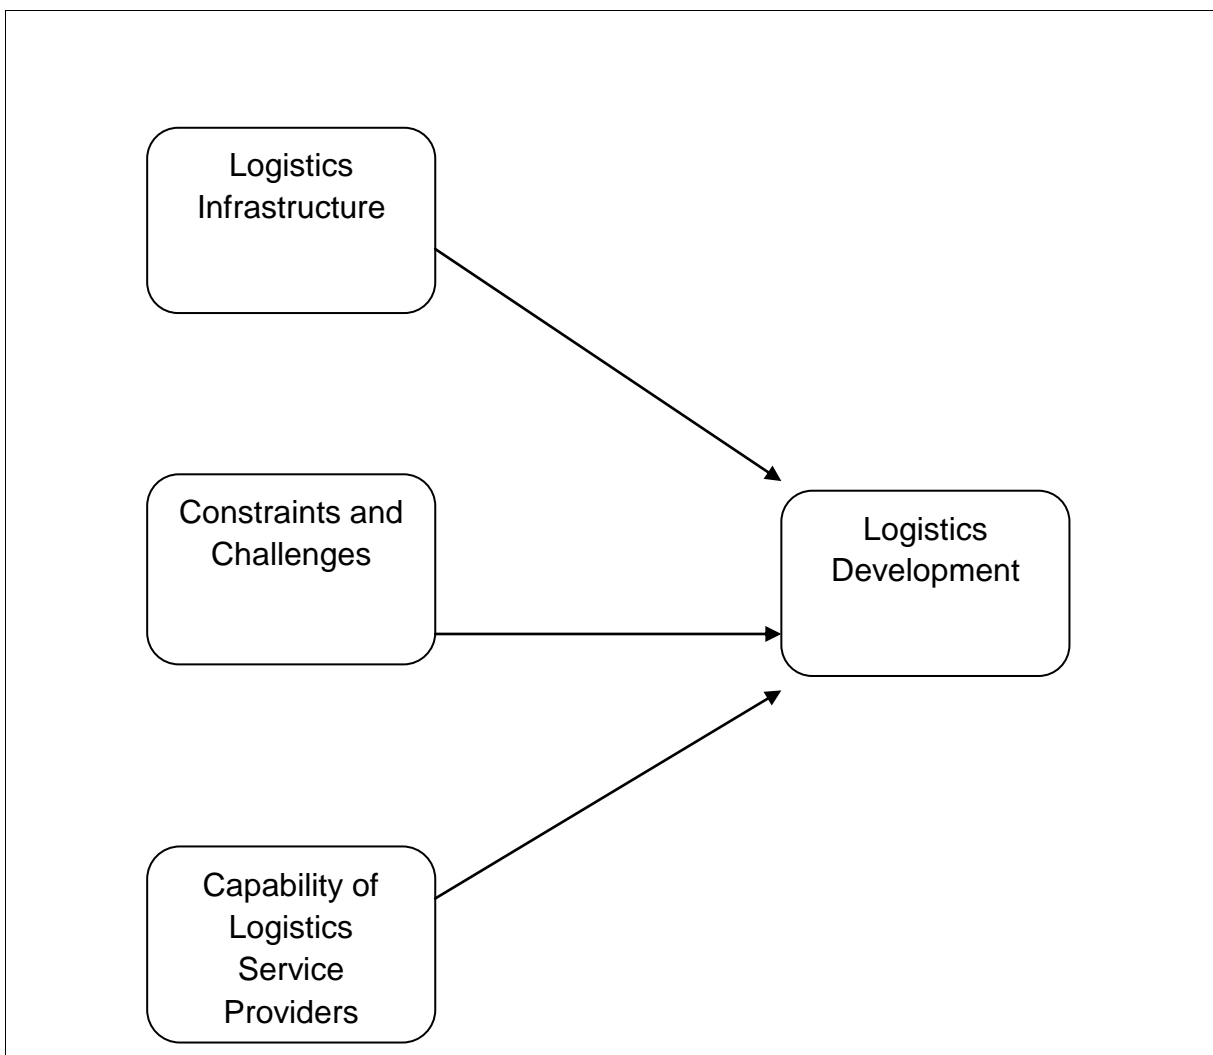 Logistics
Infrastructure
Constraints and
Challenges
Logistics
Development
Capability of
Logistics
Service
Providers